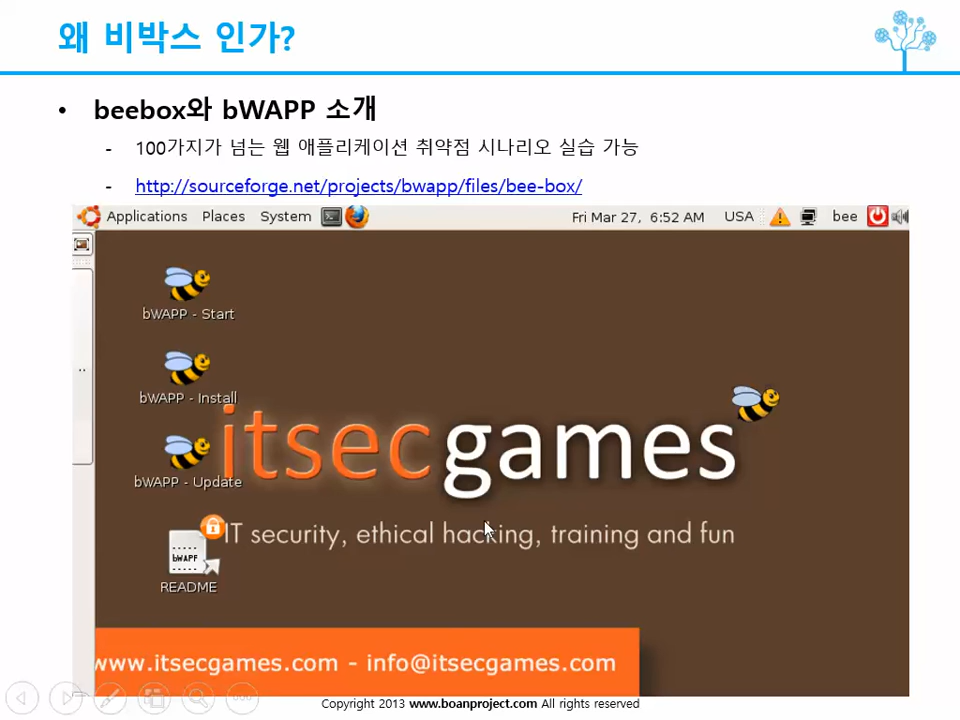 왜 비박스 인가?
• beebox와 bWAPP 소개
- 100가지가 넘는 웹 애플리케이션 취약점 시나리오 실습 가능
- http://sourceforge.net/projects/bwapp/files/bee-box/
Applications Places System Fri Mar 27, 6:52 AM USA bee
bWAPP - Start
bWAPP - Install
itsecgames
bWAPP - Update
IT security, ethical hacking, training and fun
bWAPP
README
www.itsecgames.com - info@itsecgames.com
Copyright 2013 www.boanproject.com All rights reserved